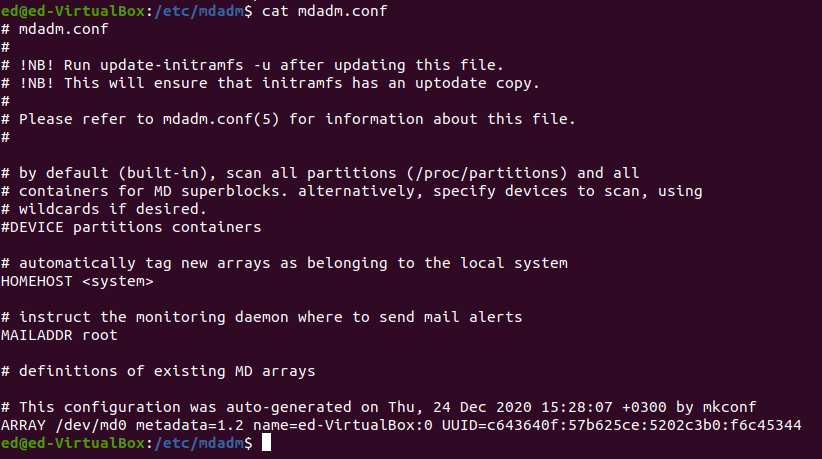 ed@ed-VirtualBox:/etc/mdadm$ cat mdadm.conf
# mdadm.conf
#
# !NB! Run update-initramfs -u after updating this file.
# !NB! This will ensure that initramfs has an uptodate copy.
#
# Please refer to mdadm.conf(5) for information about this file.
#
# by default (built-in), scan all partitions (/proc/partitions) and all
# containers for MD superblocks. alternatively, specify devices to scan, using
# wildcards if desired.
#DEVICE partitions containers
# automatically tag new arrays as belonging to the local system
HOMEHOST <system>
# instruct the monitoring daemon where to send mail alerts
MAILADDR root
# definitions of existing MD arrays
# This configuration was auto-generated on Thu, 24 Dec 2020 15:28:07 +0300 by mkconf
ARRAY /dev/md0 metadata=1.2 name=ed-VirtualBox:0 UUID=c643640f:57b625ce:5202c3b0:f6c45344
ed@ed-VirtualBox:/etc/mdadm$